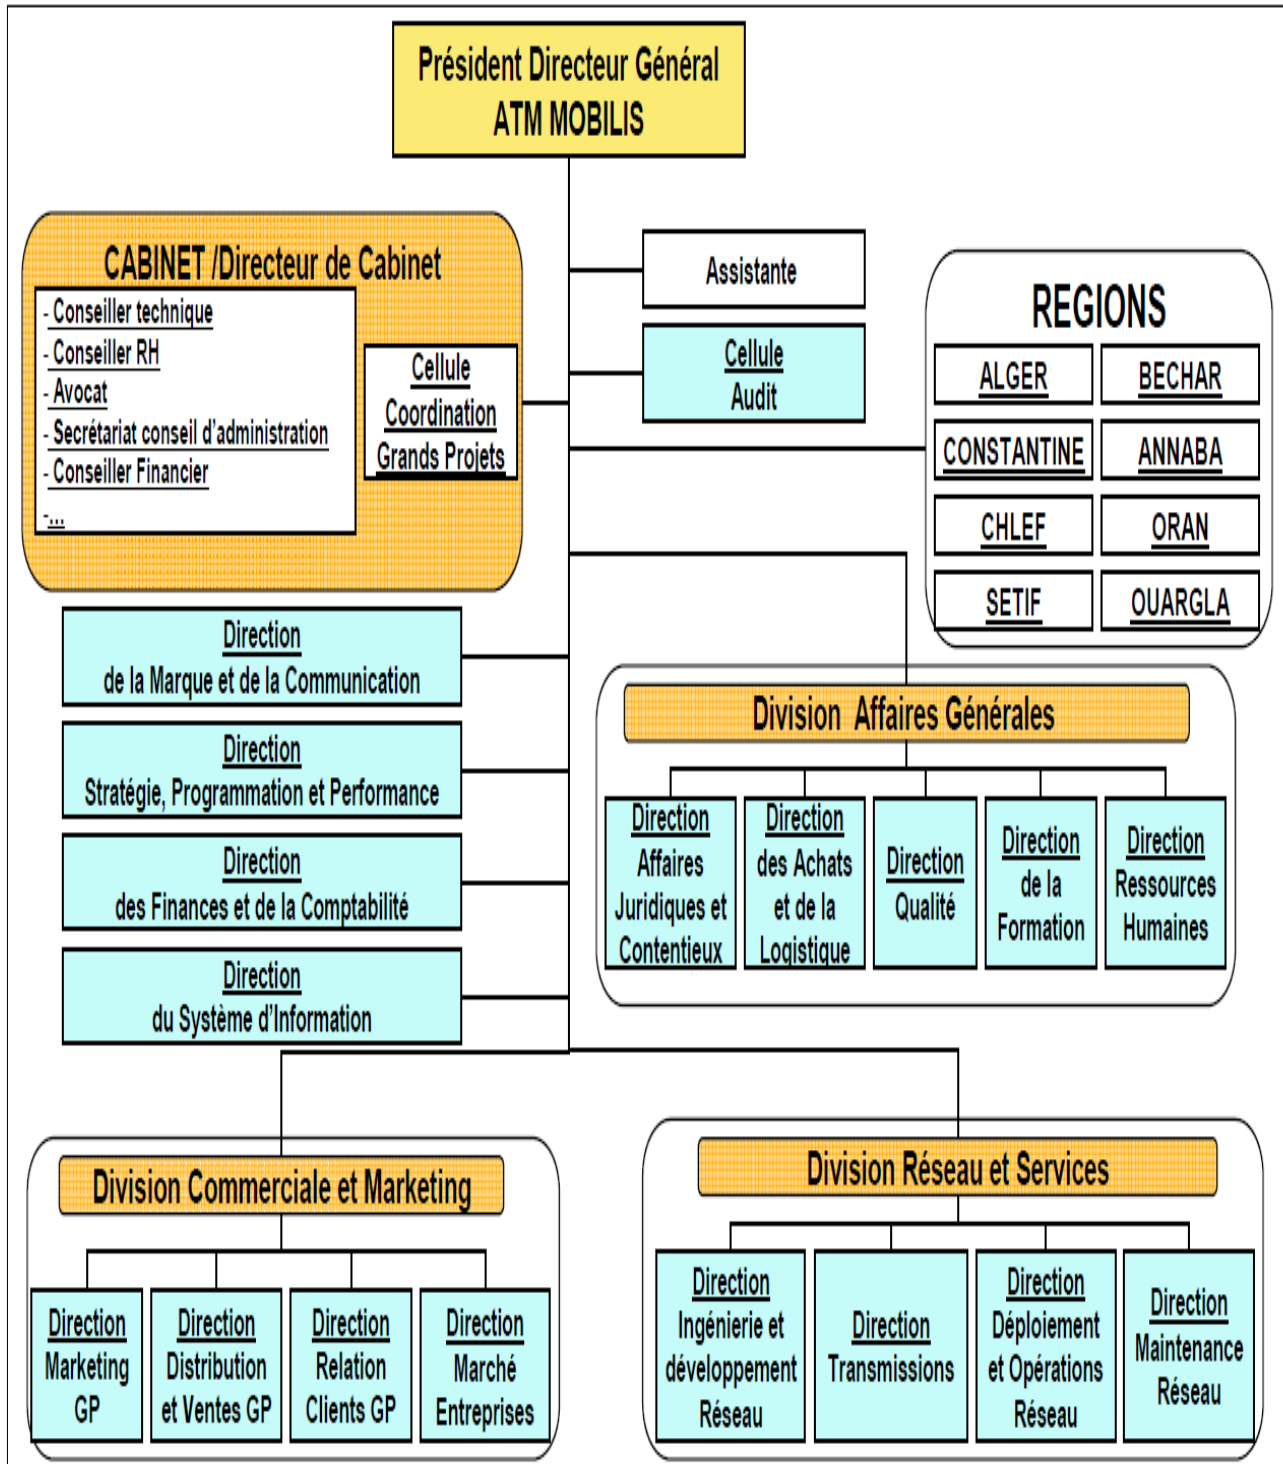 Président Directeur Général
ATM MOBILIS
CABINET /Directeur de Cabinet
- Conseiller technique
- Conseiller RH
- Avocat
- Secrétariat conseil d'administration
- Conseiller Financier
-...
Cellule
Coordination
Grands Projets
Assistante
Cellule
Audit
REGIONS
ALGER
BECHAR
CONSTANTINE
ANNABA
CHLEF
ORAN
SETIF
OUARGLA
Direction
de la Marque et de la Communication
Direction
Stratégie, Programmation et Performance
Direction
des Finances et de la Comptabilité
Direction
du Système d'Information
Division Affaires Générales
Direction
Affaires
Juridiques et
Contentieux
Direction
des Achats
et de la
Logistique
Direction
Qualité
Direction
de la
Formation
Direction
Ressources
Humaines
Division Commerciale et Marketing
Direction
Marketing
GP
Direction
Distribution
et Ventes GP
Direction
Relation
Clients GP
Direction
Marché
Entreprises
Division Réseau et Services
Direction
Ingénierie et
développement
Réseau
Direction
Transmissions
Direction
Déploiement
et Opérations
Réseau
Direction
Maintenance
Réseau